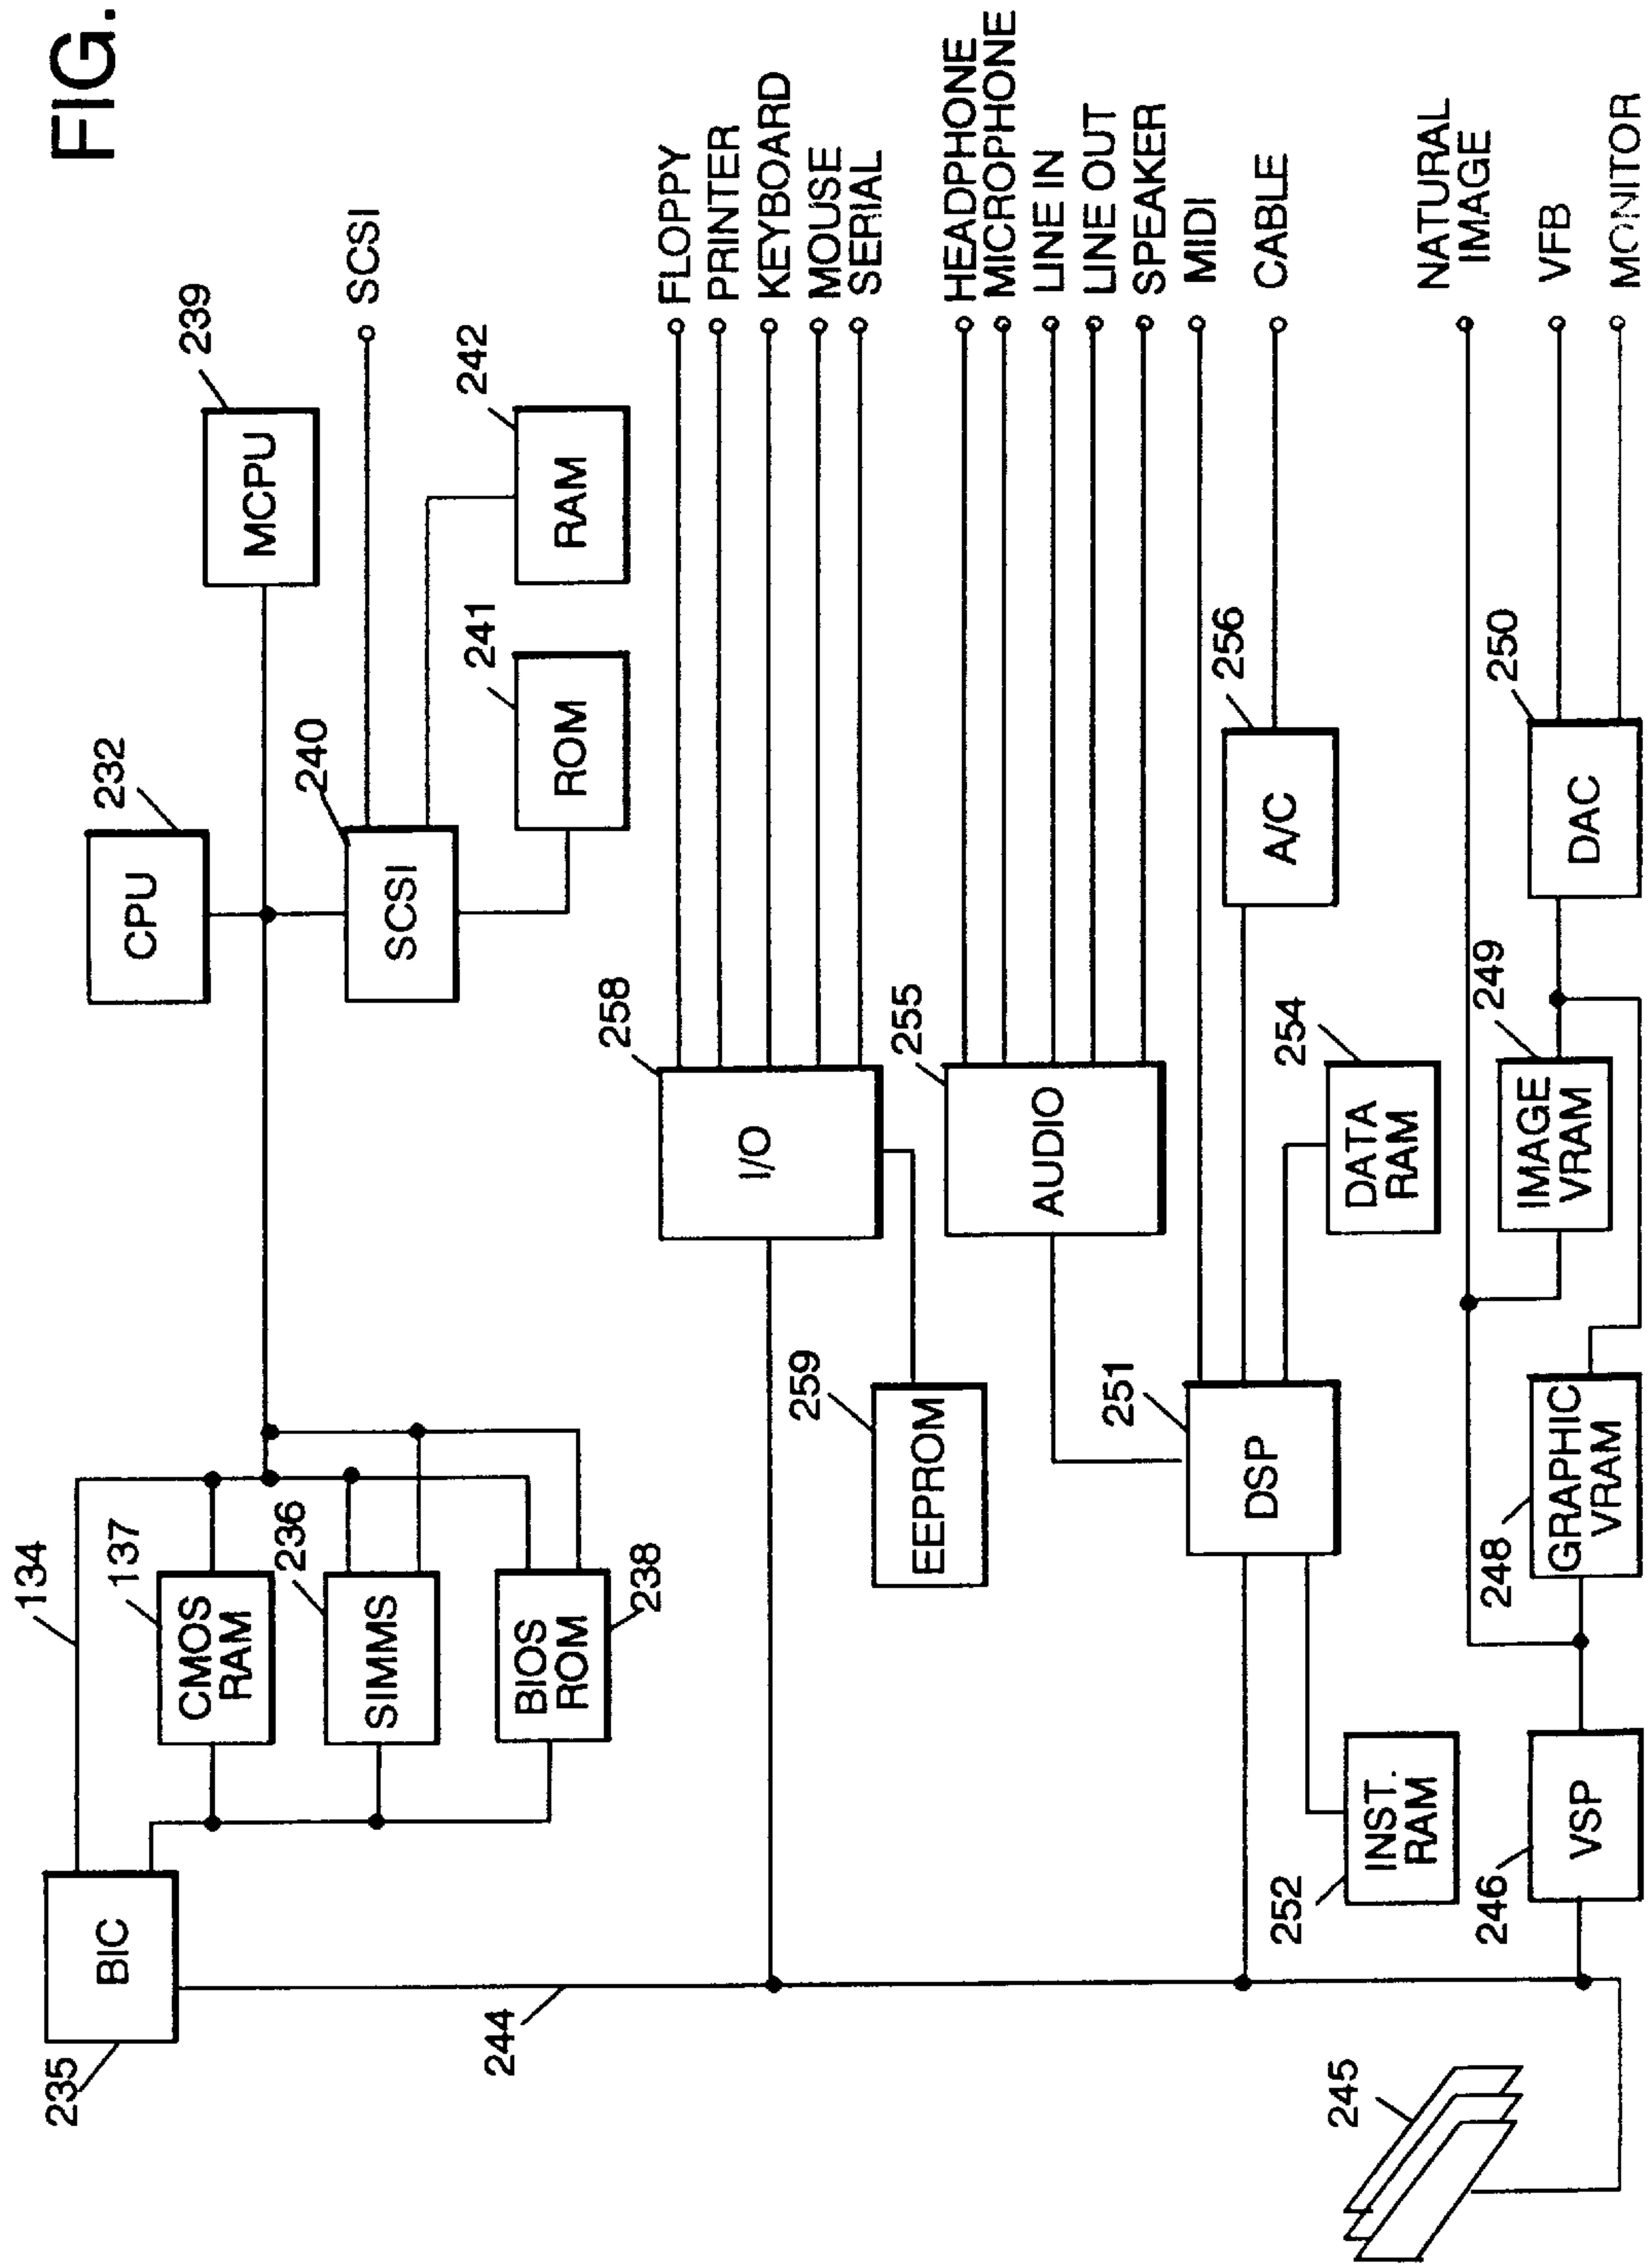 FIG.
CPU
232
MCPU
239
SCSI
240
SCSI
ROM
241
RAM
242
BIC
235
134
CMOS
RAM
137
SIMMS
236
BIOS
ROM
238
244
I/O
258
FLOPPY
PRINTER
KEYBOARD
MOUSE
SERIAL
EEPROM
259
AUDIO
255
HEADPHONE
MICROPHONE
LINE IN
LINE OUT
SPEAKER
MIDI
DSP
251
A/C
256
CABLE
DATA
RAM
254
INST.
RAM
252
245
VSP
246
GRAPHIC
VRAM
248
IMAGE
VRAM
249
DAC
250
NATURAL
IMAGE
VFB
MONITOR